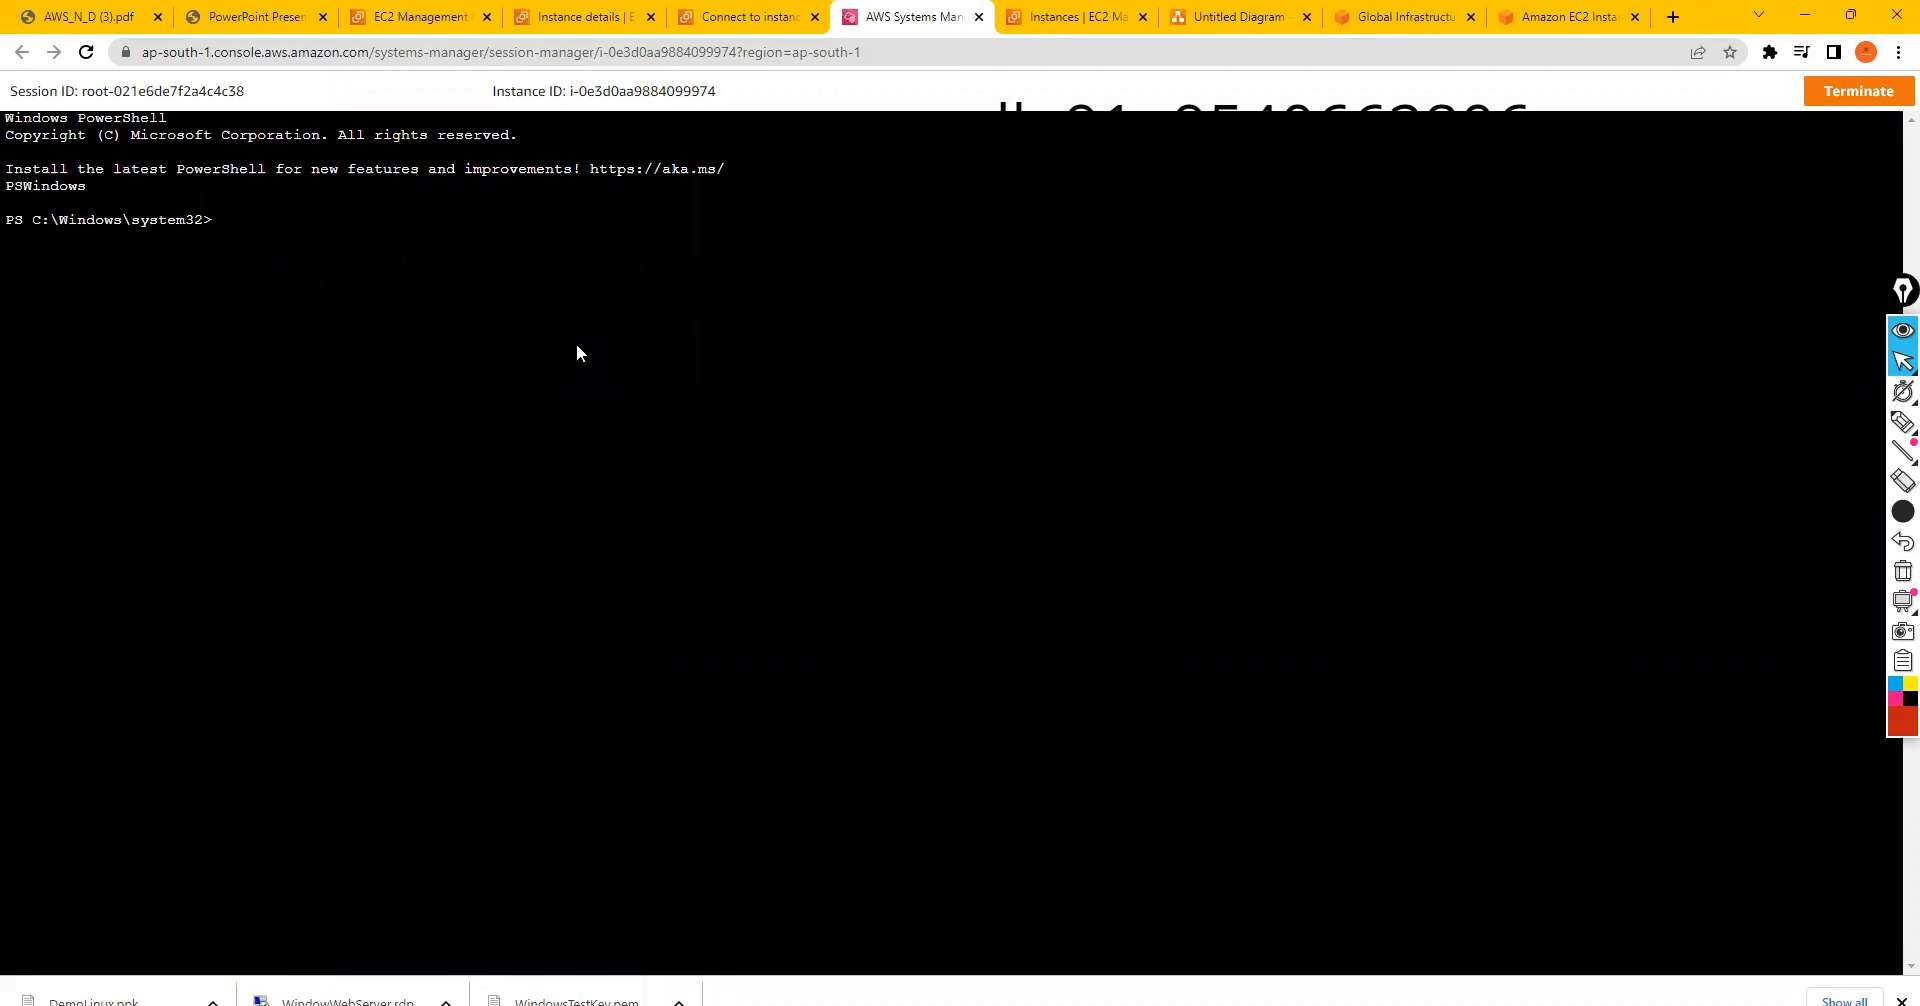 AWS_N_D (3).pdf
PowerPoint Presen
EC2 Management
Instance details | E
Connect to instanc
AWS Systems Man
Instances | EC2 Ma
Untitled Diagram
Global Infrastructu
Amazon EC2 Insta
ap-south-1.console.aws.amazon.com/systems-manager/session-manager/i-0e3d0aa9884099974?region=ap-south-1
Session ID: root-021e6de7f2a4c4c38
Instance ID: i-0e3d0aa9884099974
Terminate
Windows PowerShell
Copyright (C) Microsoft Corporation. All rights reserved.
Install the latest PowerShell for new features and improvements! https://aka.ms/
PSWindows
PS C:\Windows\system32>
DemoLinux.ppk
WindowWebServer.rdp
WindowsTestKey.pem
Show all